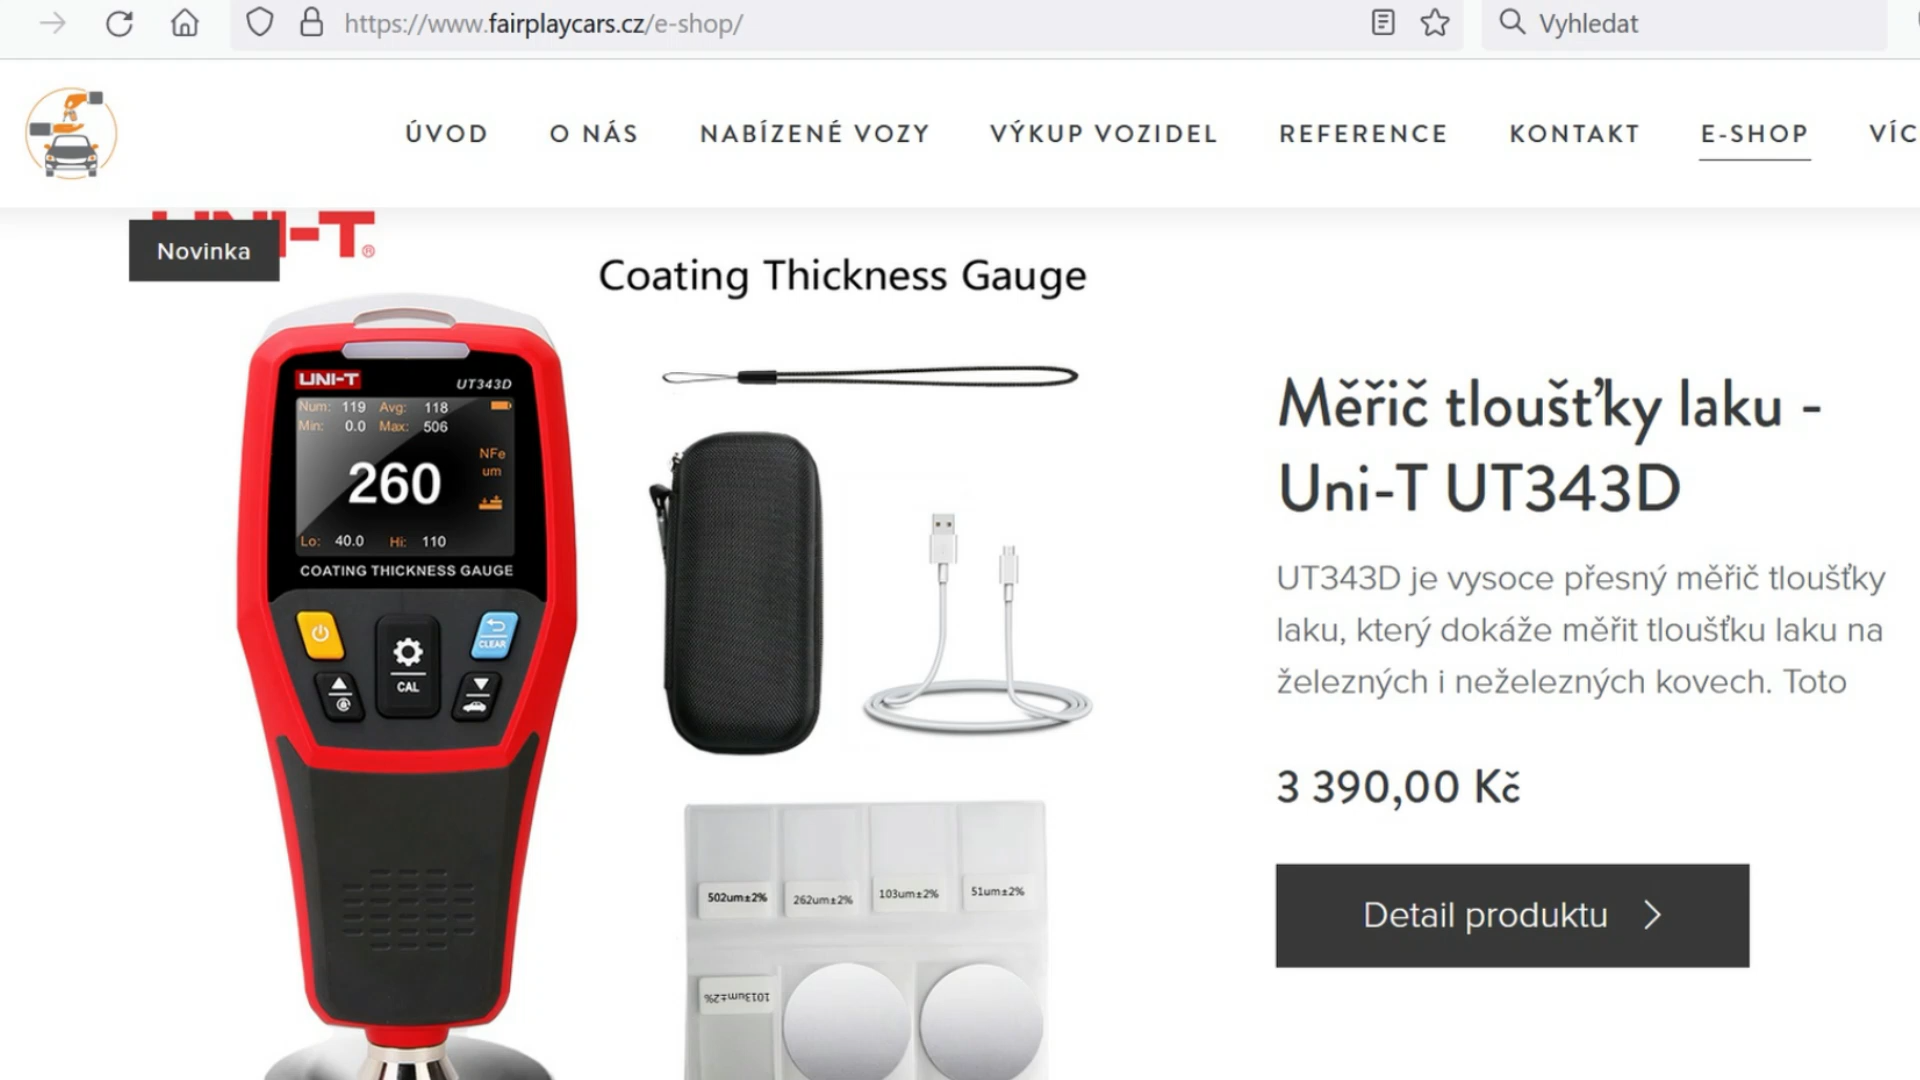 https://www.fairplaycars.cz/e-shop/
Vyhledat
ÚVOD
O NÁS
NABÍZENÉ VOZY
VÝKUP VOZIDEL
REFERENCE
KONTAKT
E-SHOP
VÍC
UNI-T®
Novinka
Coating Thickness Gauge
UNI-T
UT343D
Num: 119 Avg: 118
Min: 0.0 Max: 506
NFe
um
260
Lo: 40.0 Hi: 110
COATING THICKNESS GAUGE
CLEAR
CAL
502um±2%
262um±2%
103um±2%
51um±2%
1013um±2%
Měřič tloušťky laku -
Uni-T UT343D
UT343D je vysoce přesný měřič tloušťky
laku, který dokáže měřit tloušťku laku na
železných i neželezných kovech. Toto
3 390,00 Kč
Detail produktu